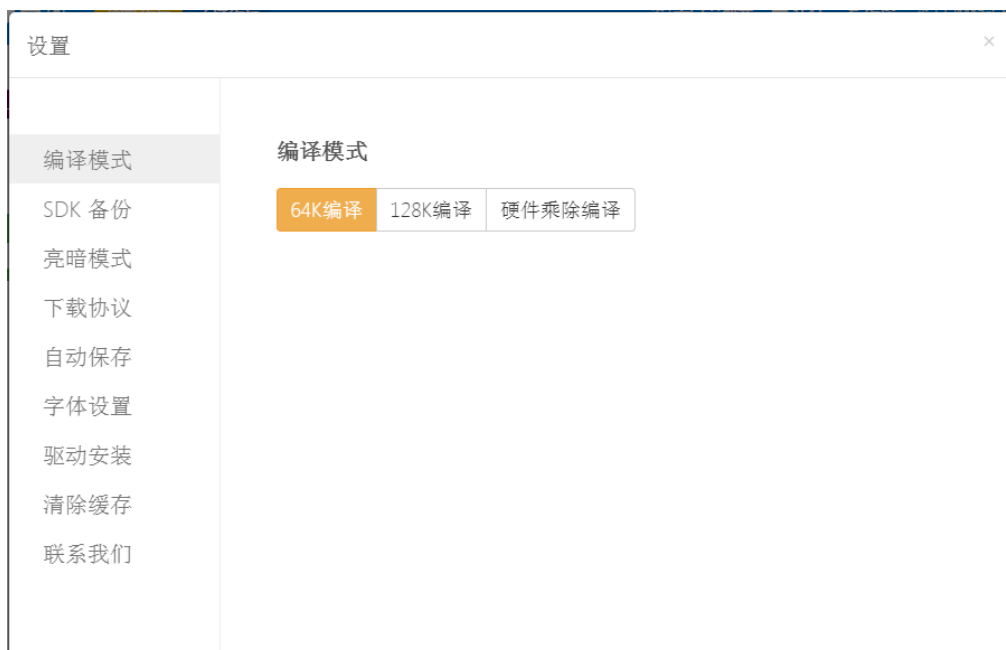 设置
×
编译模式
SDK 备份
亮暗模式
下载协议
自动保存
字体设置
驱动安装
清除缓存
联系我们
编译模式
64K编译 128K编译 硬件乘除编译